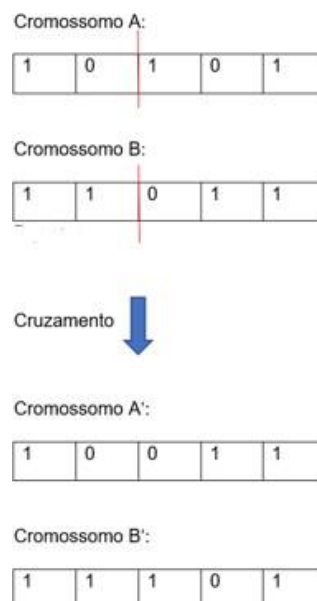 Cromossomo A:
1 0 1 0 1
Cromossomo B:
1 1 0 1 1
Cruzamento
Cromossomo A':
1 0 0 1 1
Cromossomo B':
1 1 1 0 1